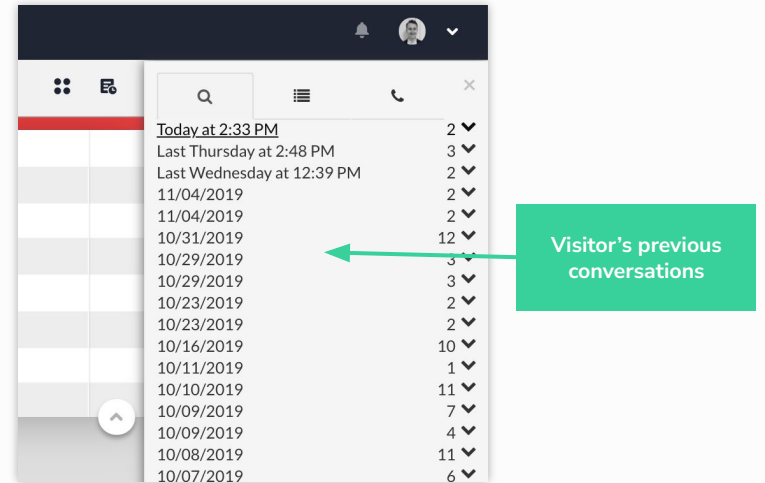 Today at 2:33 PM 2
Last Thursday at 2:48 PM 3
Last Wednesday at 12:39 PM 2
11/04/2019 2
11/04/2019 2
10/31/2019 12
10/29/2019 3
10/29/2019 3
10/23/2019 2
10/23/2019 2
10/16/2019 10
10/11/2019 1
10/10/2019 11
10/09/2019 7
10/09/2019 4
10/08/2019 11
10/07/2019 6
Visitor’s previous
conversations